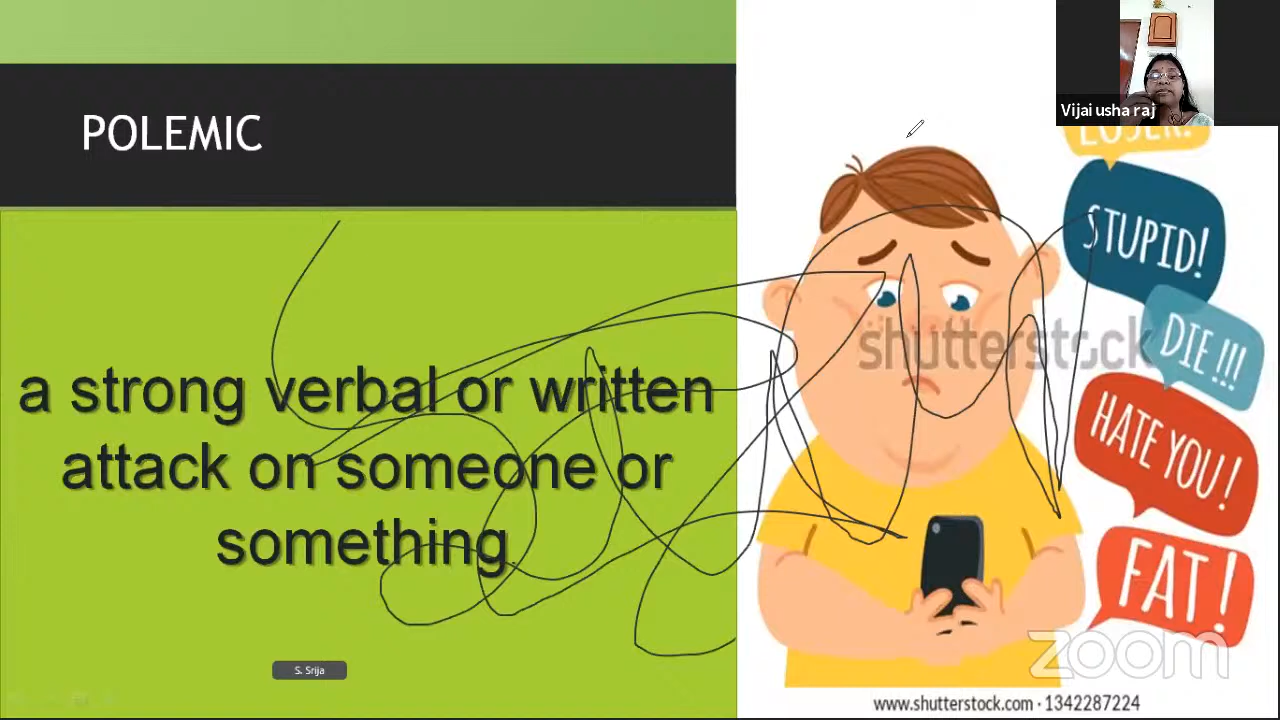 POLEMIC
a strong verbal or written
attack on someone or
something.
S. Srija
Vijai usha raj
LOSER!
STUPID!
DIE!!!
HATE YOU!
FAT!
shutterstock
zoom
www.shutterstock.com · 1342287224